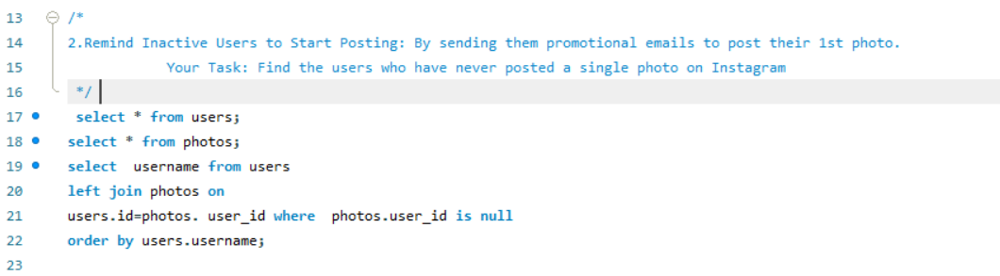 13 /*
14 2.Remind Inactive Users to Start Posting: By sending them promotional emails to post their 1st photo.
15 Your Task: Find the users who have never posted a single photo on Instagram
16 */
17 select * from users;
18 select * from photos;
19 select  username from users
20 left join photos on
21 users.id=photos. user_id where  photos.user_id is null
22 order by users.username;
23